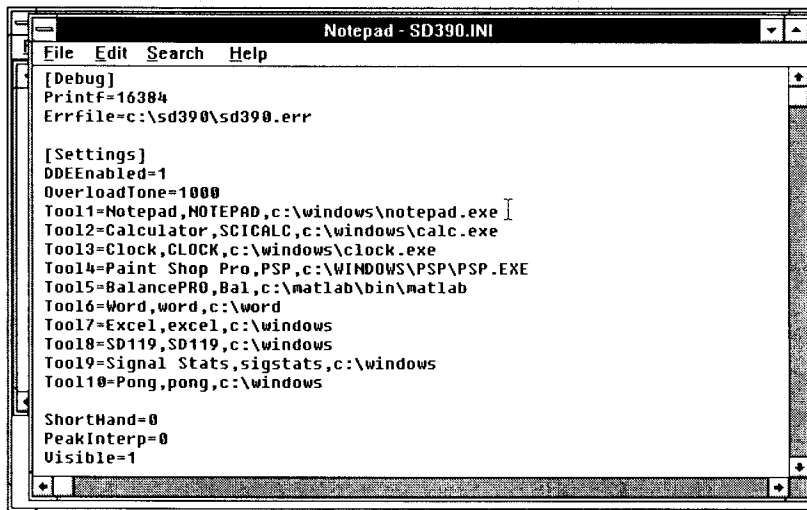 Notepad - SD390.INI
File Edit Search Help
[Debug]
Printf=16384
Errfile=c:\sd390\sd390.err
[Settings]
DDEEnabled=1
OverloadTone=1000
Tool1=Notepad,NOTEPAD,c:\windows\notepad.exe
Tool2=Calculator,SCICALC,c:\windows\calc.exe
Tool3=Clock,CLOCK,c:\windows\clock.exe
Tool4=Paint Shop Pro,PSP,c:\WINDOWS\PSP\PSP.EXE
Tool5=BalancePRO,Bal,c:\matlab\bin\matlab
Tool6=Word,word,c:\word
Tool7=Excel,excel,c:\windows
Tool8=SD119,SD119,c:\windows
Tool9=Signal Stats,sigstats,c:\windows
Tool10=Pong,pong,c:\windows
ShortHand=0
PeakInterp=0
Visible=1